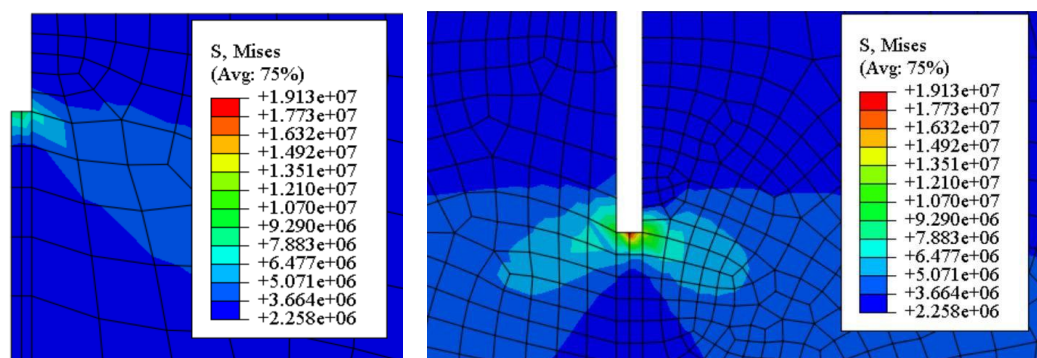 S, Mises
(Avg: 75%)
+1.913e+07
+1.773e+07
+1.632e+07
+1.492e+07
+1.351e+07
+1.210e+07
+1.070e+07
+9.290e+06
+7.883e+06
+6.477e+06
+5.071e+06
+3.664e+06
+2.258e+06
S, Mises
(Avg: 75%)
+1.913e+07
+1.773e+07
+1.632e+07
+1.492e+07
+1.351e+07
+1.210e+07
+1.070e+07
+9.290e+06
+7.883e+06
+6.477e+06
+5.071e+06
+3.664e+06
+2.258e+06